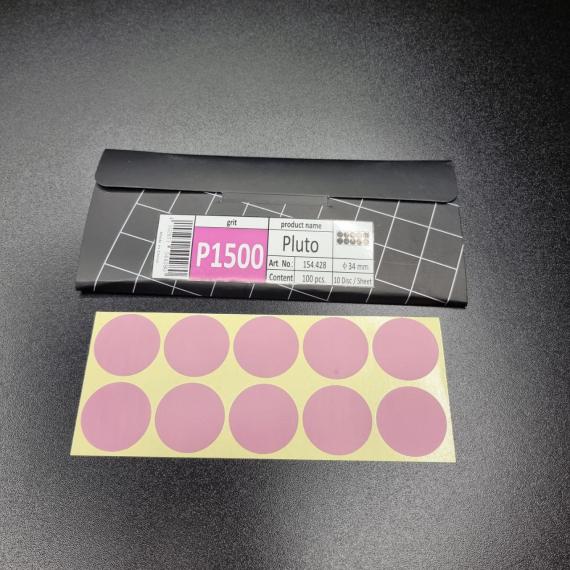 grit
P1500
product name
Pluto
Art No.: 154.428 ⌽34 mm
Content 100 pcs. 10 Disc / Sheet